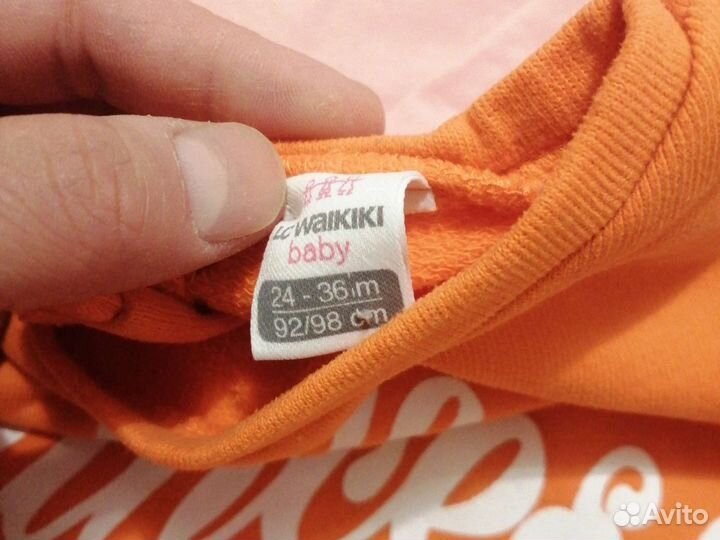 LC WAIKIKI
baby
24 - 36 m
92/98 cm
Avito